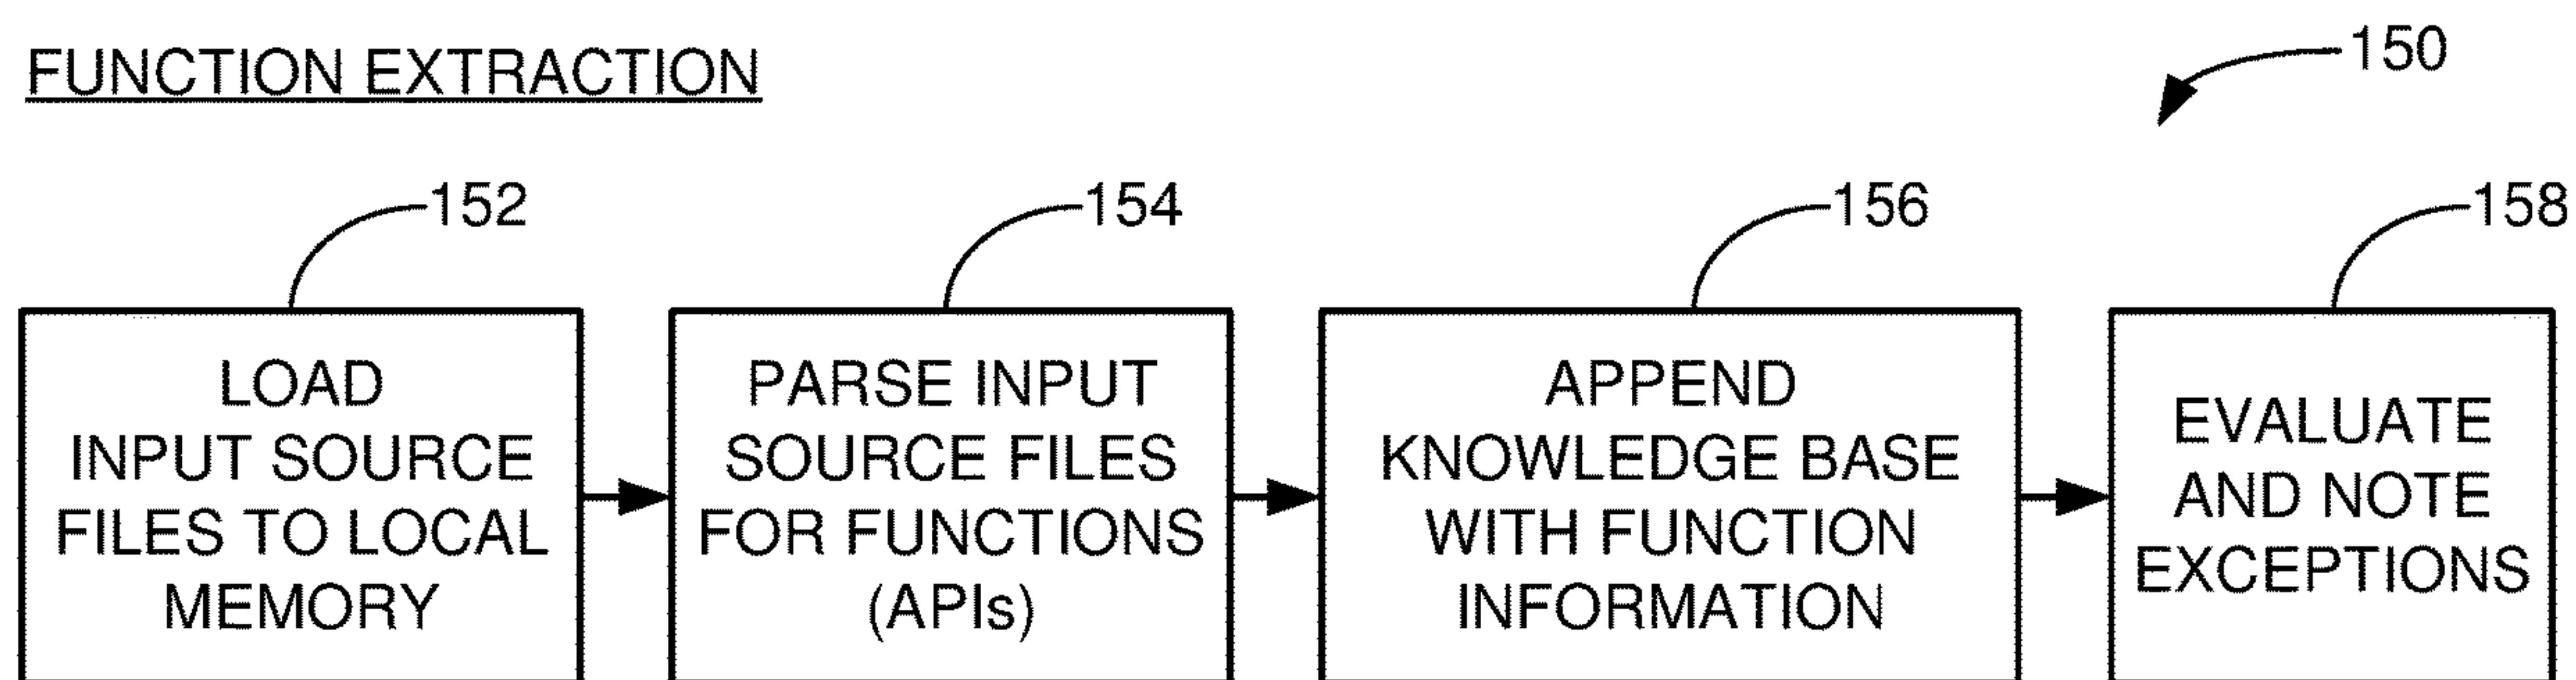 FUNCTION EXTRACTION
150
152
154
156
158
LOAD
INPUT SOURCE
FILES TO LOCAL
MEMORY
PARSE INPUT
SOURCE FILES
FOR FUNCTIONS
(APIs)
APPEND
KNOWLEDGE BASE
WITH FUNCTION
INFORMATION
EVALUATE
AND NOTE
EXCEPTIONS